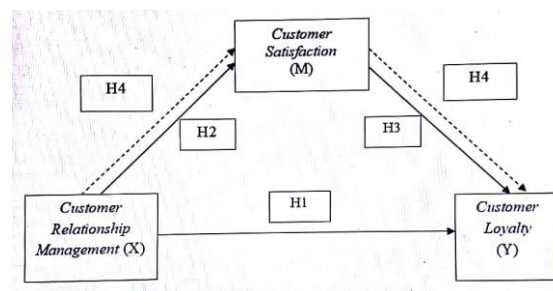 Customer
Satisfaction
(M)
H4
H4
H2
H3
H1
Customer
Relationship
Management (X)
Customer
Loyalty
(Y)